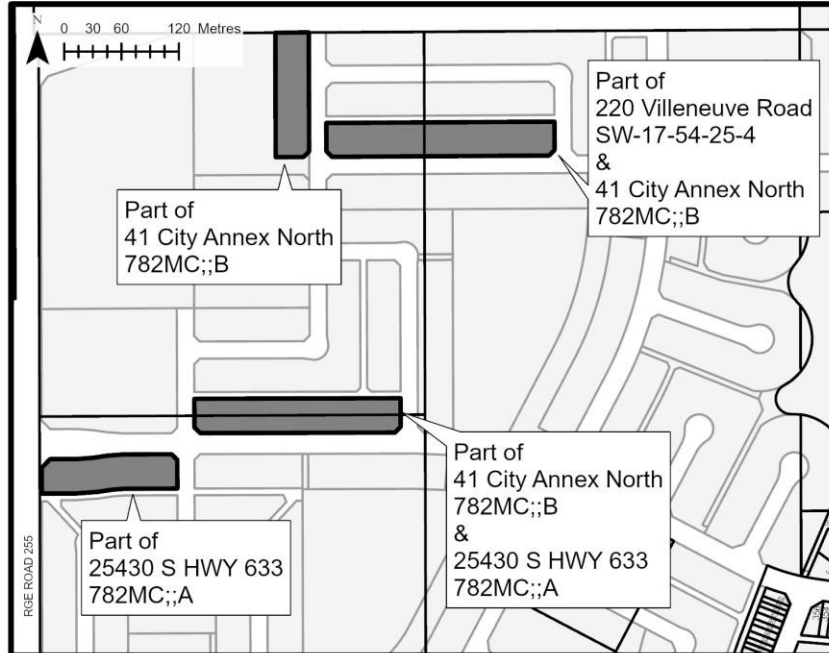 N
0 30 60 120 Metres
Part of
220 Villeneuve Road
SW-17-54-25-4
&
41 City Annex North
782MC;;B
Part of
41 City Annex North
782MC;;B
Part of
41 City Annex North
782MC;;B
&
25430 S HWY 633
782MC;;A
Part of
25430 S HWY 633
782MC;;A
RGE ROAD 255